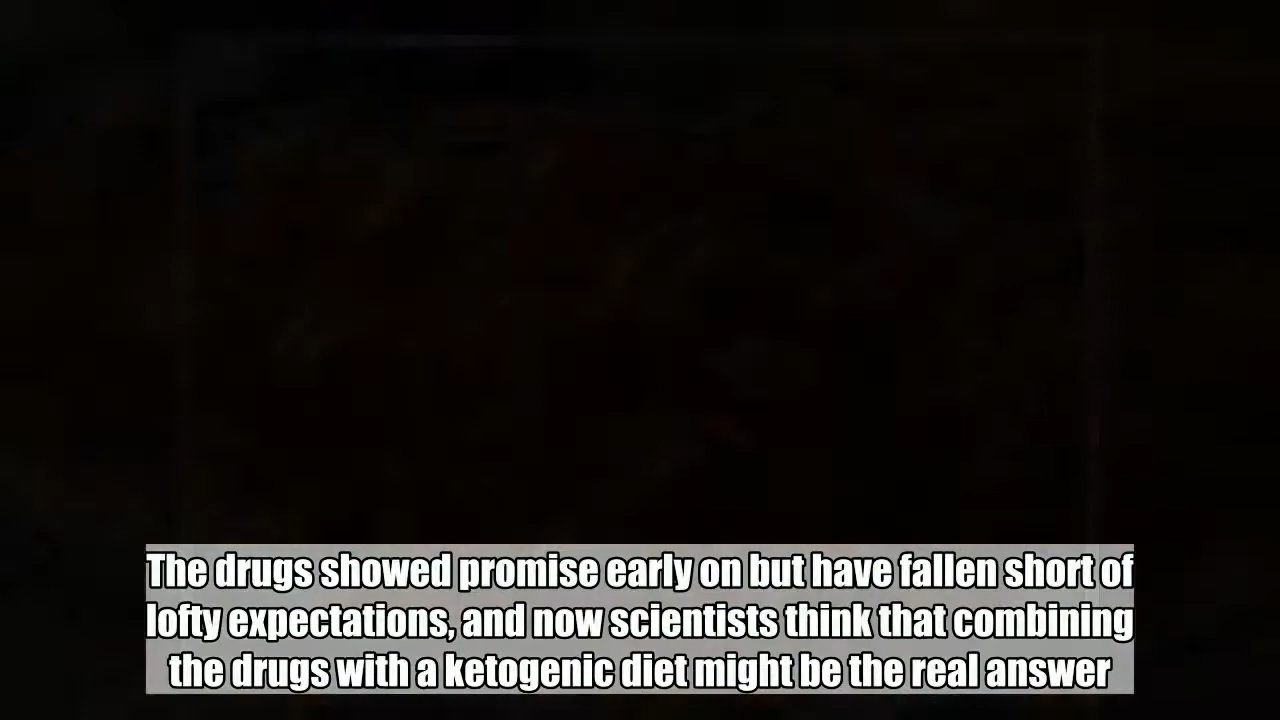 The drugs showed promise early on but have fallen short of
lofty expectations, and now scientists think that combining
the drugs with a ketogenic diet might be the real answer